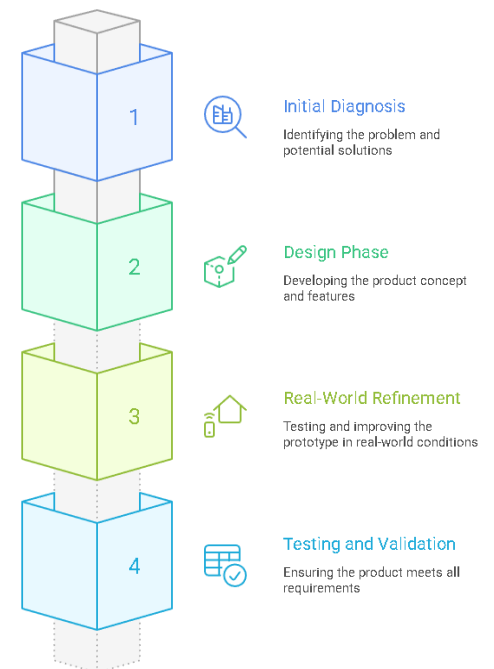 1
Initial Diagnosis
Identifying the problem and
potential solutions
2
Design Phase
Developing the product concept
and features
3
Real-World Refinement
Testing and improving the
prototype in real-world conditions
4
Testing and Validation
Ensuring the product meets all
requirements